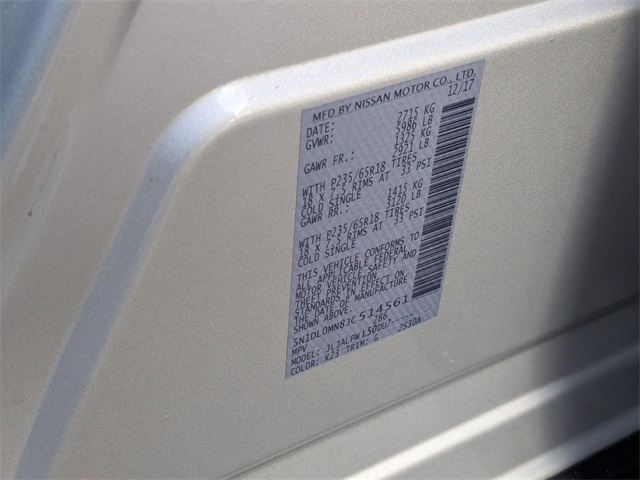 MFD BY NISSAN MOTOR CO., LTD.
DATE: 12/17
GVWR: 2715 KG
5986 LB
GAWR FR.: 1325 KG
2921 LB
WITH P235/65R18 TIRES
18 X 7.5 RIMS AT 33 PSI
COLD SINGLE
GAWR RR.: 1415 KG
3120 LB
WITH P235/65R18 TIRES
18 X 7.5 RIMS AT 33 PSI
COLD SINGLE
THIS VEHICLE CONFORMS TO
ALL APPLICABLE FEDERAL
MOTOR VEHICLE SAFETY AND
THEFT PREVENTION
STANDARDS IN EFFECT ON
THE DATE OF MANUFACTURE
SHOWN ABOVE.
5N1DL0MN8JC514561
MPV 286
MODEL: JLJALPW L50DU7
COLOR: K23 TRIM: G 2S30A